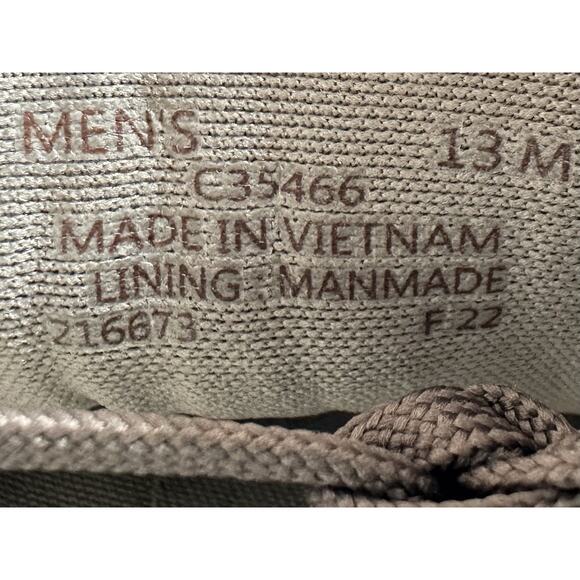 MEN'S 13 M
C35466
MADE IN VIETNAM
LINING : MANMADE
216673 F 22